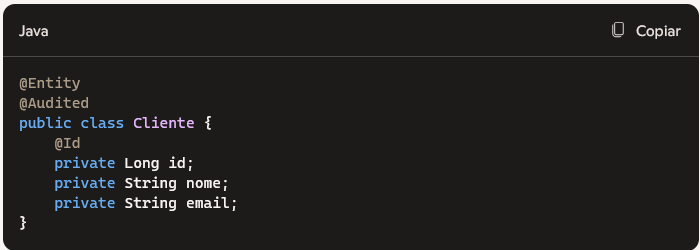 Java
Copiar
@Entity
@Audited
public class Cliente {
    @Id
    private Long id;
    private String nome;
    private String email;
}